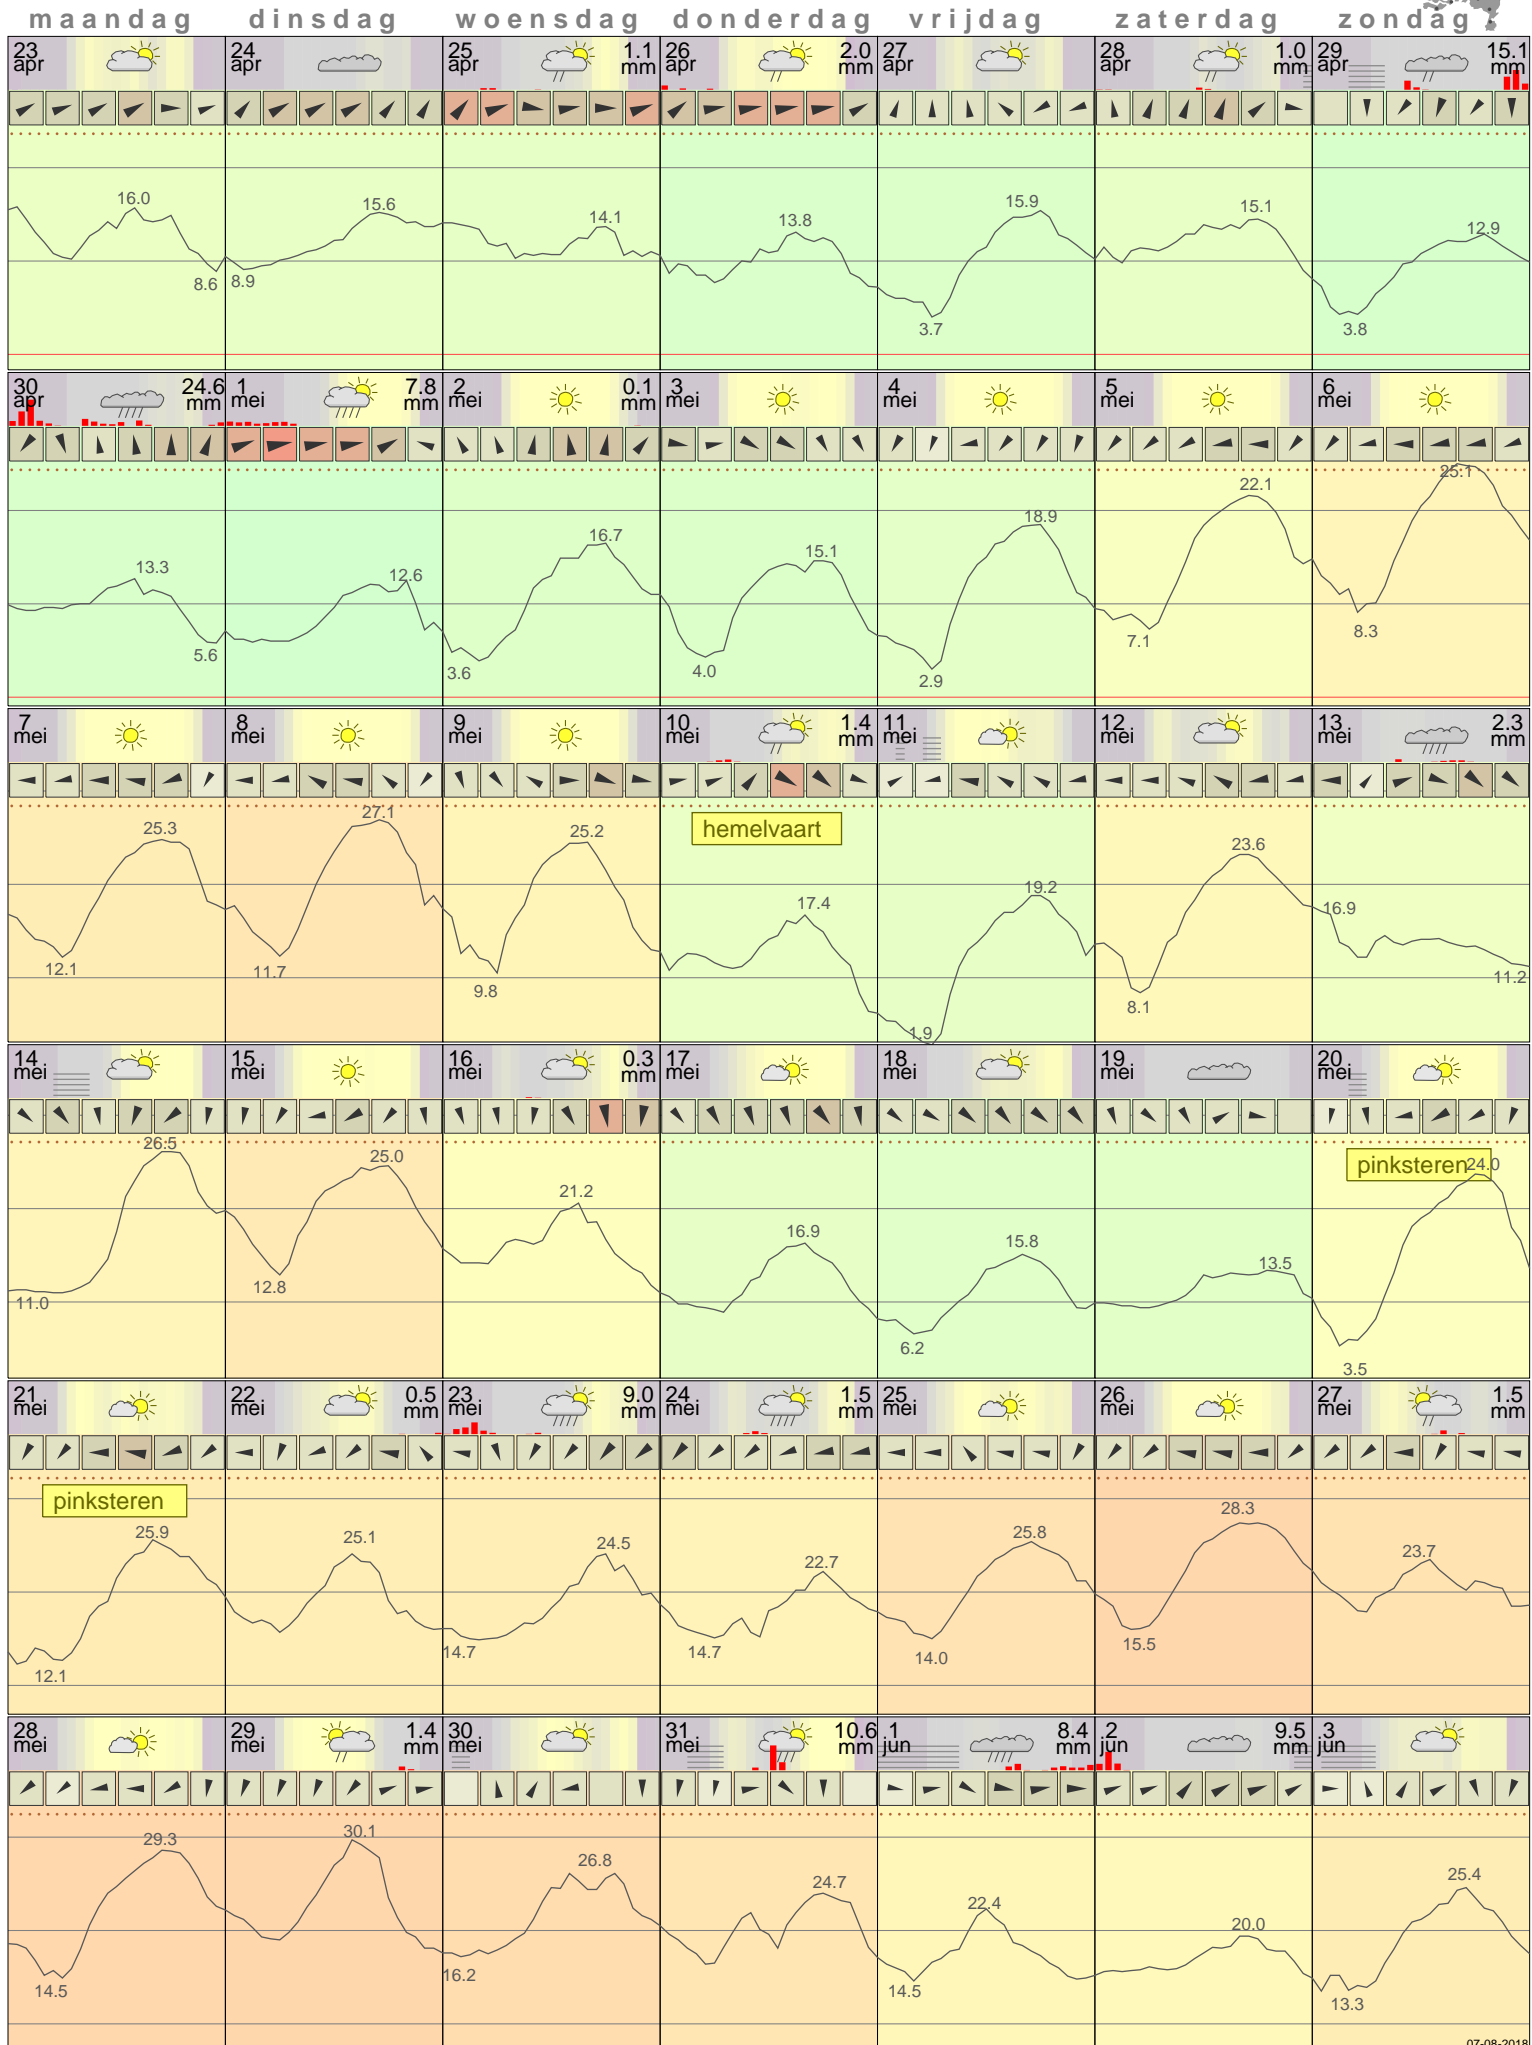 maandag dinsdag woensdag donderdag vrijdag zaterdag zondag
23 apr
24 apr
25 apr 1.1 mm
26 apr 2.0 mm
27 apr
28 apr 1.0 mm
29 apr 15.1 mm
16.0 8.6
8.9 15.6
14.1
13.8
3.7 15.9
15.1
3.8 12.9
30 apr 24.6 mm
1 mei 7.8 mm
2 mei 0.1 mm
3 mei
4 mei
5 mei
6 mei
13.3 5.6
12.6
3.6 16.7
4.0 15.1
2.9 18.9
7.1 22.1
8.3 25.1
7 mei
8 mei
9 mei
10 mei 1.4 mm
11 mei
12 mei
13 mei 2.3 mm
hemelvaart
12.1 25.3
11.7 27.1
9.8 25.2
17.4
1.9 19.2
8.1 23.6
16.9 11.2
14 mei
15 mei
16 mei 0.3 mm
17 mei
18 mei
19 mei
20 mei
pinksteren
11.0 26.5
12.8 25.0
21.2
16.9
6.2 15.8
13.5
3.5 24.0
21 mei
22 mei 0.5 mm
23 mei 9.0 mm
24 mei 1.5 mm
25 mei
26 mei
27 mei 1.5 mm
pinksteren
12.1 25.9
25.1
14.7 24.5
14.7 22.7
14.0 25.8
15.5 28.3
23.7
28 mei
29 mei 1.4 mm
30 mei
31 mei 10.6 mm
1 jun 8.4 mm
2 jun 9.5 mm
3 jun
14.5 29.3
30.1
16.2 26.8
24.7
14.5 22.4
20.0
13.3 25.4
07-08-2018